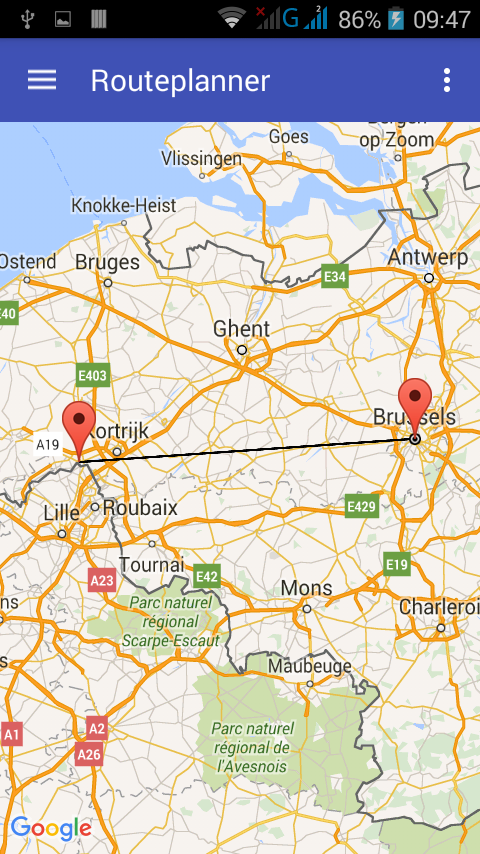 G 2 86% 09:47
Routeplanner
Goes
op Zoom
Vlissingen
Knokke-Heist
Antwerp
Ostend
Bruges
E34
E40
Ghent
E403
Brussels
A19
Kortrijk
Lille
Roubaix
E429
Tournai
E42
E19
A23
Mons
Parc naturel
régional
Scarpe-Escaut
Charleroi
Maubeuge
A1
A2
A26
Parc naturel
régional de
l'Avesnois
Google